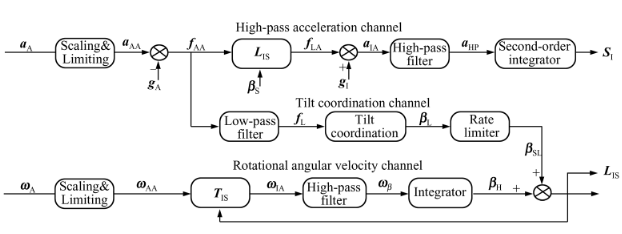 High-pass acceleration channel
a_A
Scaling&
Limiting
a_AA
−
g_A
f_AA
L_IS
β_S
f_LA
+
g_I
a_IA
High-pass
filter
a_HP
Second-order
integrator
S_I
Tilt coordination channel
Low-pass
filter
f_L
Tilt
coordination
β_L
Rate
limiter
β_SL
Rotational angular velocity channel
ω_A
Scaling&
Limiting
ω_AA
T_IS
ω_IA
High-pass
filter
ω_β
Integrator
β_H
+
+
L_IS